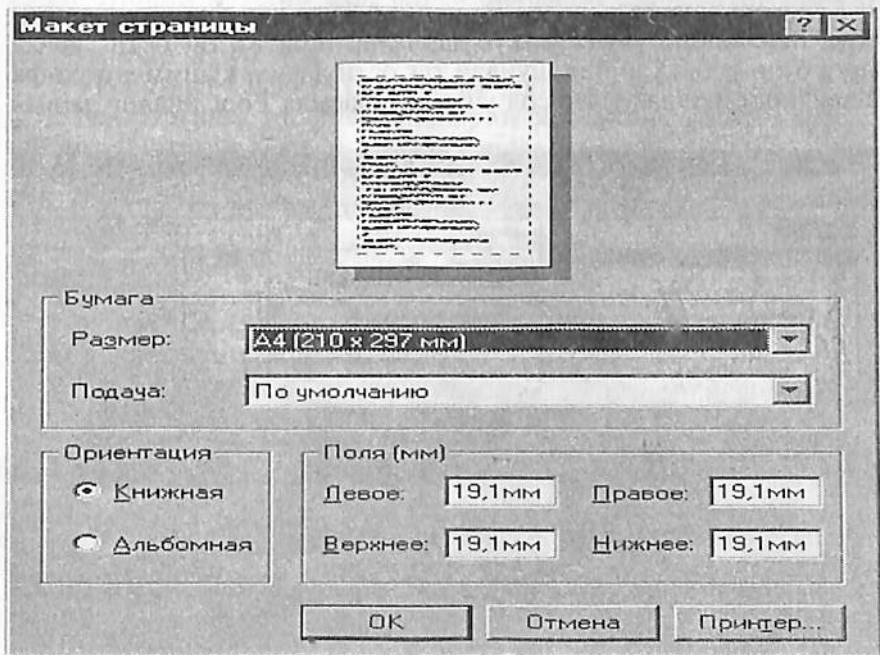 Макет страницы
Бумага
Размер: A4 (210 x 297 мм)
Подача: По умолчанию
Ориентация
Книжная
Альбомная
Поля (мм)
Левое: 19,1мм Правое: 19,1мм
Верхнее: 19,1мм Нижнее: 19,1мм
OK Отмена Принтер...